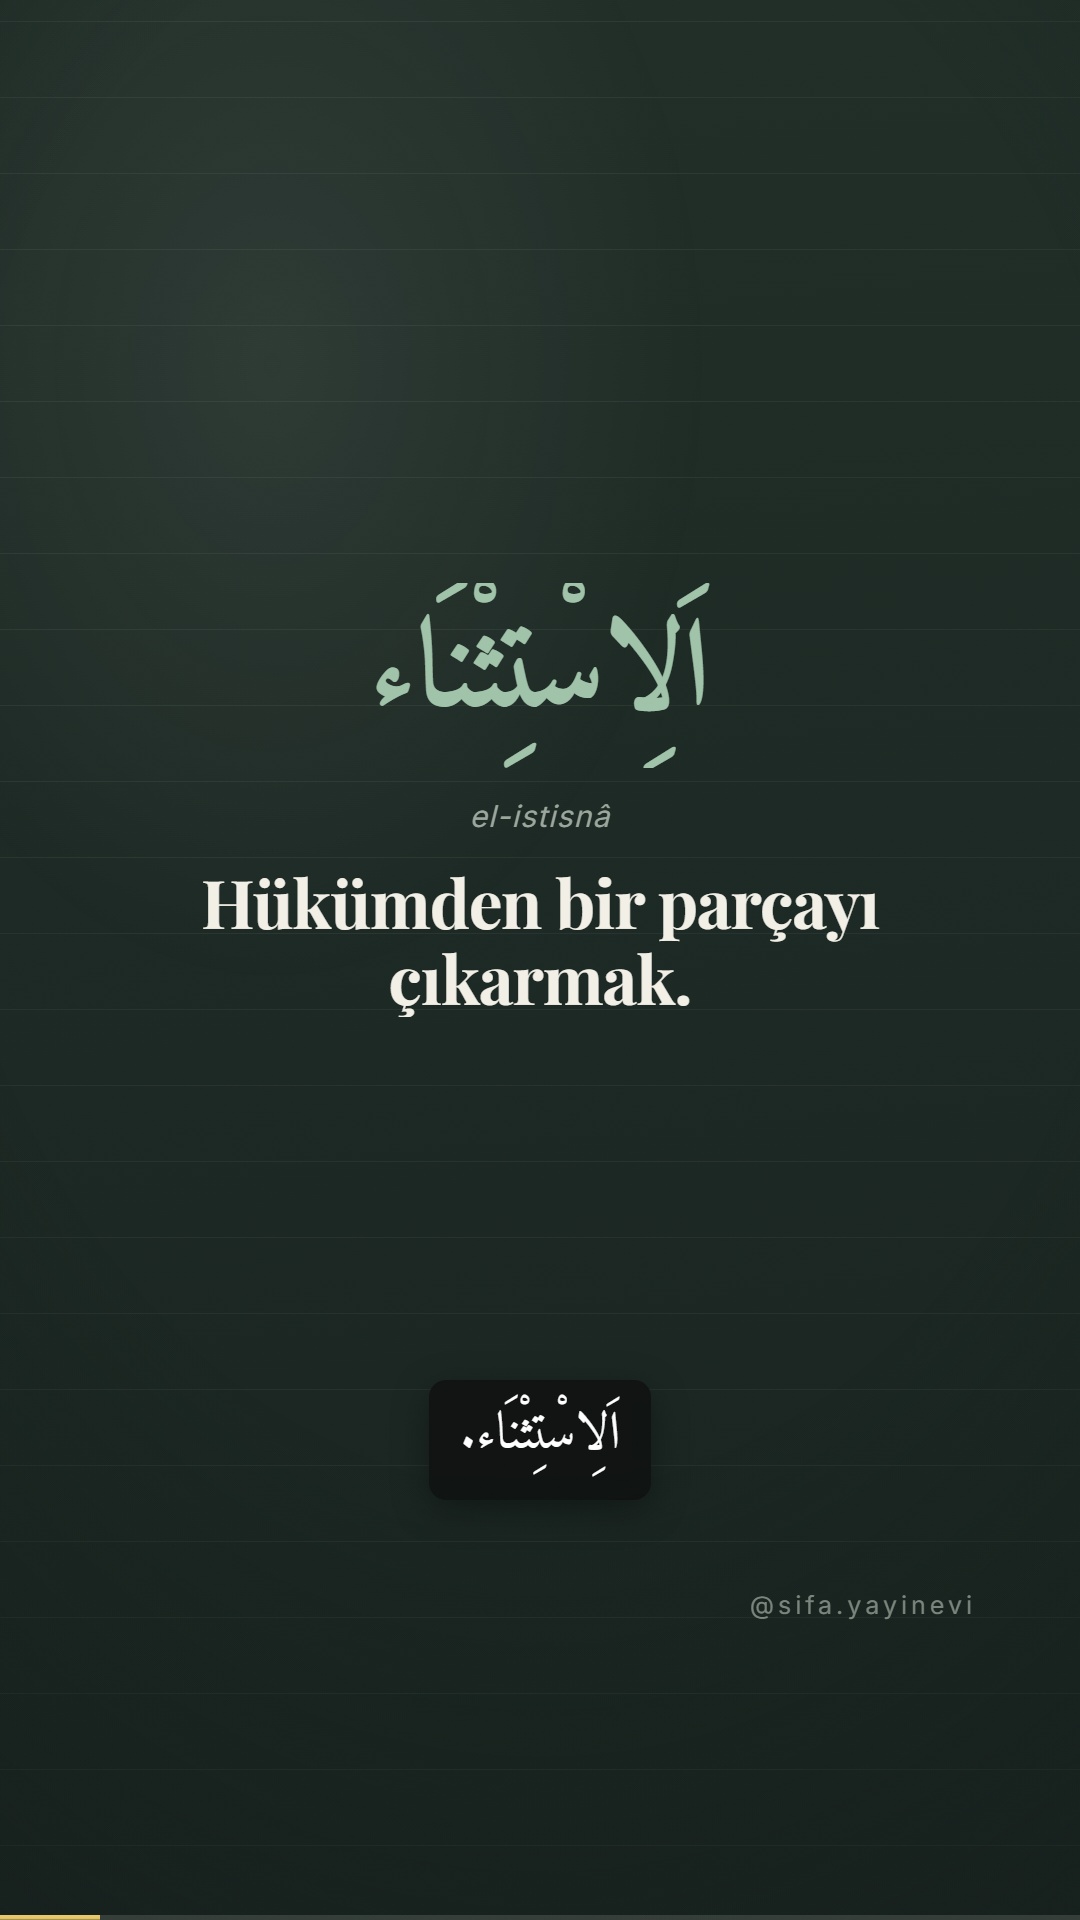 اَلِاسْتِثْنَاء
el-istisnâ
Hükümden bir parçayı
çıkarmak.
اَلِاسْتِثْنَاء.
@sifa.yayinevi